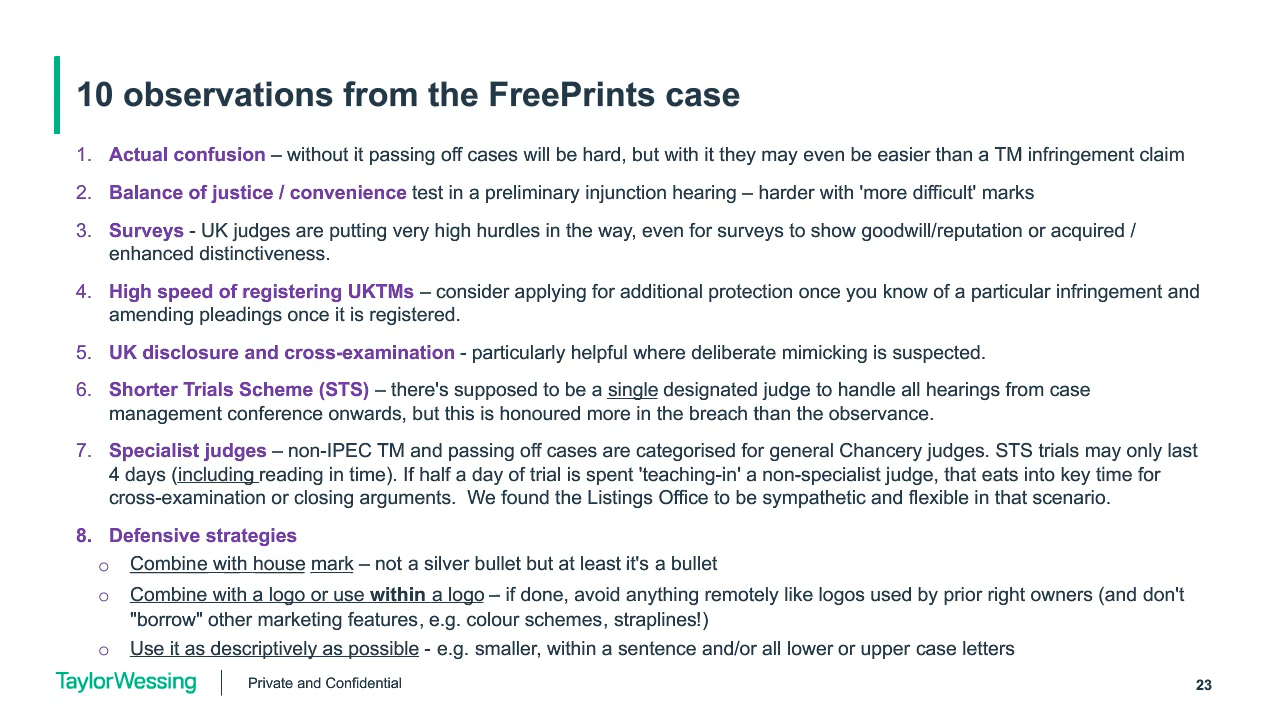 10 observations from the FreePrints case
1. Actual confusion – without it passing off cases will be hard, but with it they may even be easier than a TM infringement claim
2. Balance of justice / convenience test in a preliminary injunction hearing – harder with 'more difficult' marks
3. Surveys - UK judges are putting very high hurdles in the way, even for surveys to show goodwill/reputation or acquired /
enhanced distinctiveness.
4. High speed of registering UKTMs – consider applying for additional protection once you know of a particular infringement and
amending pleadings once it is registered.
5. UK disclosure and cross-examination - particularly helpful where deliberate mimicking is suspected.
6. Shorter Trials Scheme (STS) – there's supposed to be a single designated judge to handle all hearings from case
management conference onwards, but this is honoured more in the breach than the observance.
7. Specialist judges – non-IPEC TM and passing off cases are categorised for general Chancery judges. STS trials may only last
4 days (including reading in time). If half a day of trial is spent 'teaching-in' a non-specialist judge, that eats into key time for
cross-examination or closing arguments.  We found the Listings Office to be sympathetic and flexible in that scenario.
8. Defensive strategies
o Combine with house mark – not a silver bullet but at least it's a bullet
o Combine with a logo or use within a logo – if done, avoid anything remotely like logos used by prior right owners (and don't
"borrow" other marketing features, e.g. colour schemes, straplines!)
o Use it as descriptively as possible - e.g. smaller, within a sentence and/or all lower or upper case letters
TaylorWessing | Private and Confidential
23